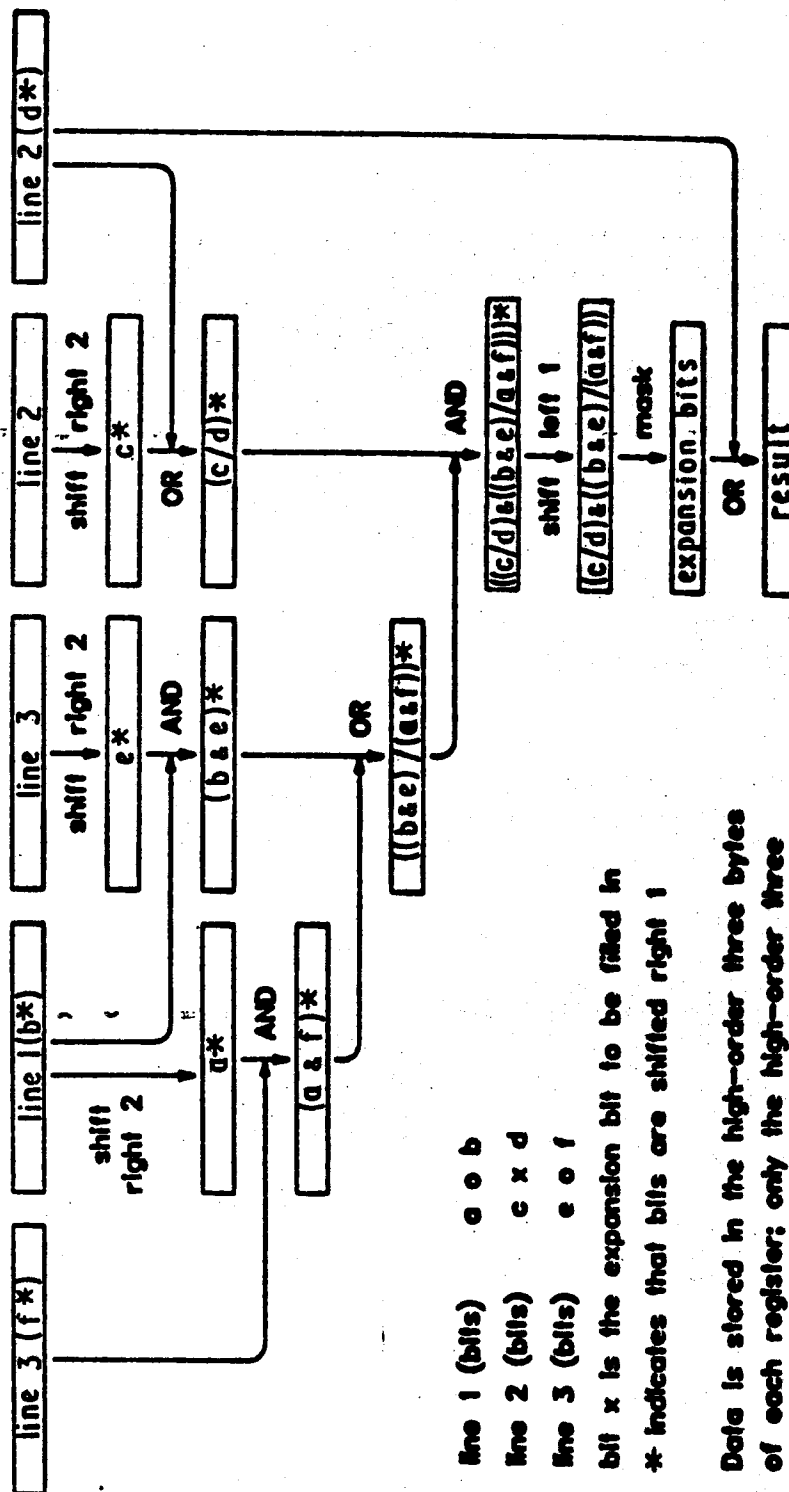 line 3 (f*)
line 1(b*)
line 3
line 2
line 2 (d*)
shift right 2
shift right 2
shift right 2
a*
e*
c*
AND
AND
OR
(a & f)*
(b & e)*
(c/d)*
OR
((b&e)/(a&f))*
AND
[((c/d)&((b&e)/a&f)))*
shift left 1
[(c/d)&((b&e)/(a&f))]
mask
expansion bits
OR
result
line 1 (bits) a o b
line 2 (bits) c x d
line 3 (bits) e o f
bit x is the expansion bit to be filled in
* indicates that bits are shifted right 1
Data is stored in the high-order three bytes
of each register; only the high-order three